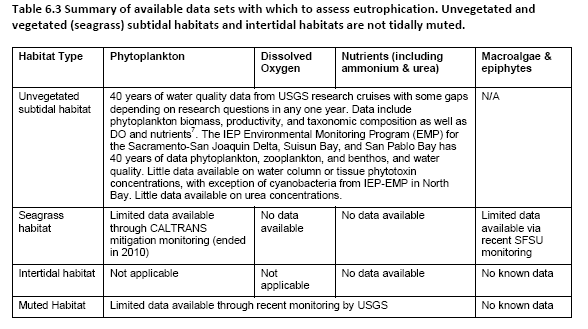 Table 6.3 Summary of available data sets with which to assess eutrophication. Unvegetated and
vegetated (seagrass) subtidal habitats and intertidal habitats are not tidally muted.
Habitat Type
Phytoplankton
Dissolved
Oxygen
Nutrients (including
ammonium & urea)
Macroalgae &
epiphytes
Unvegetated
subtidal habitat
40 years of water quality data from USGS research cruises with some gaps
depending on research questions in any one year. Data include
phytoplankton biomass, productivity, and taxonomic composition as well as
DO and nutrients7. The IEP Environmental Monitoring Program (EMP) for
the Sacramento-San Joaquin Delta, Suisun Bay, and San Pablo Bay has
40 years of data phytoplankton, zooplankton, and benthos, and water
quality. Little data available on water column or tissue phytotoxin
concentrations, with exception of cyanobacteria from IEP-EMP in North
Bay. Little data available on urea concentrations.
N/A
Seagrass
habitat
Limited data available
through CALTRANS
mitigation monitoring (ended
in 2010)
No data
available
No data available
Limited data
available via
recent SFSU
monitoring
Intertidal habitat
Not applicable
Not
applicable
No data available
No known data
Muted Habitat
Limited data available through recent monitoring by USGS
No known data